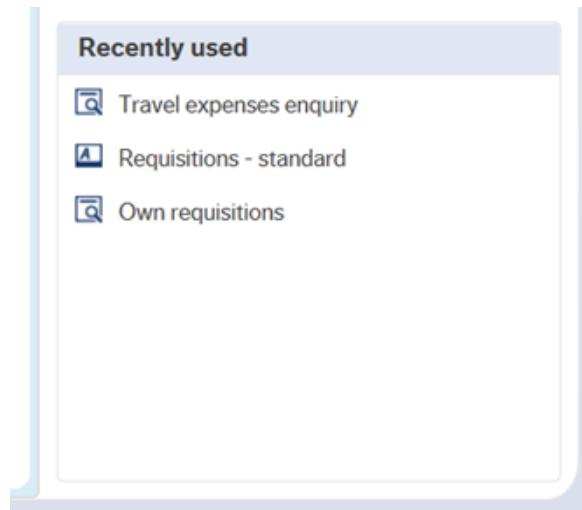 Recently used
Travel expenses enquiry
Requisitions - standard
Own requisitions